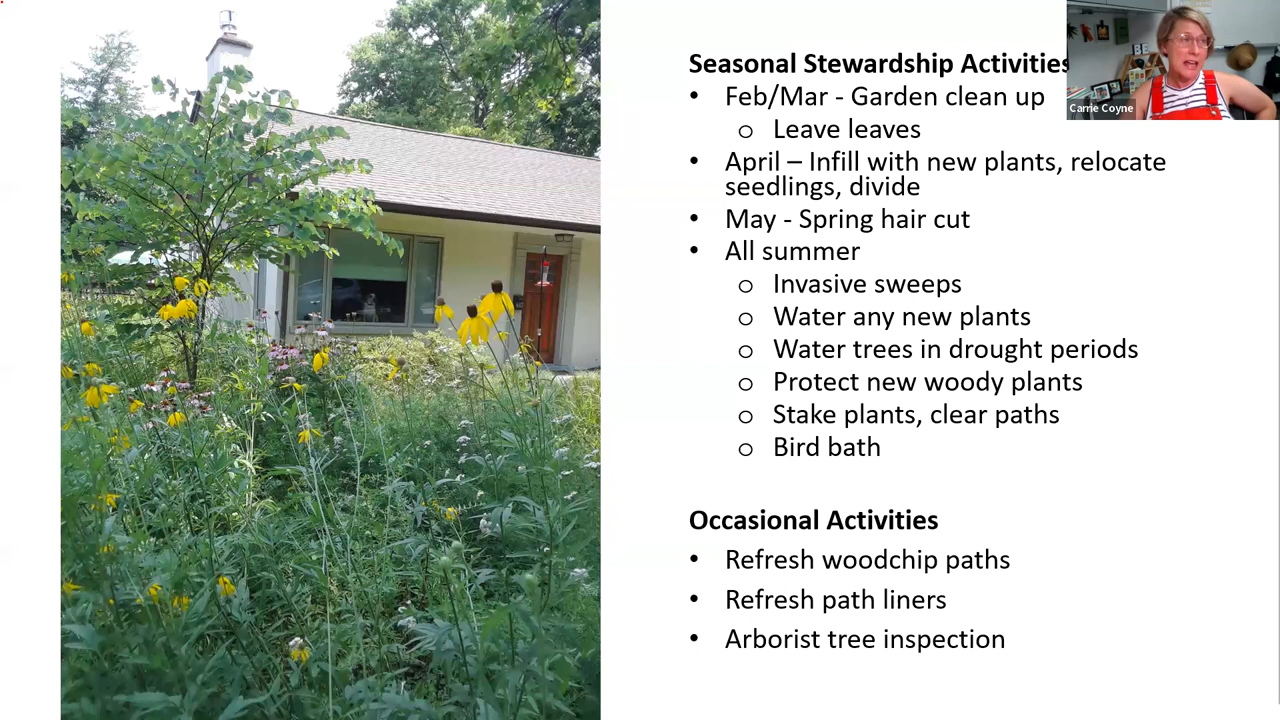 Seasonal Stewardship Activities
• Feb/Mar - Garden clean up
o Leave leaves
• April – Infill with new plants, relocate
seedlings, divide
• May - Spring hair cut
• All summer
o Invasive sweeps
o Water any new plants
o Water trees in drought periods
o Protect new woody plants
o Stake plants, clear paths
o Bird bath
Occasional Activities
• Refresh woodchip paths
• Refresh path liners
• Arborist tree inspection
Carrie Coyne